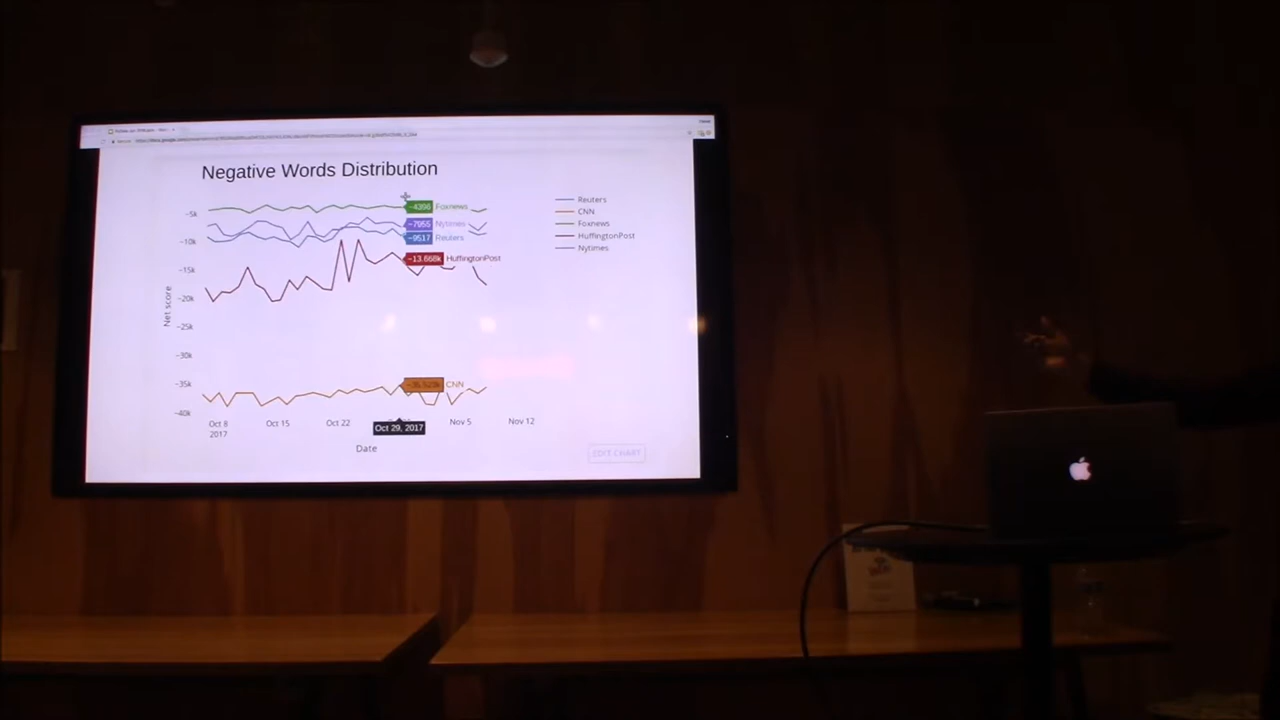 Negative Words Distribution
−5k
−10k
−15k
−20k
−25k
−30k
−35k
−40k
Net score
−4396 Foxnews
−7955 Nytimes
−9517 Reuters
−13.668k HuffingtonPost
CNN
Reuters
CNN
Foxnews
HuffingtonPost
Nytimes
Oct 8
2017
Oct 15
Oct 22
Oct 29, 2017
Nov 5
Nov 12
Date
EDIT CHART